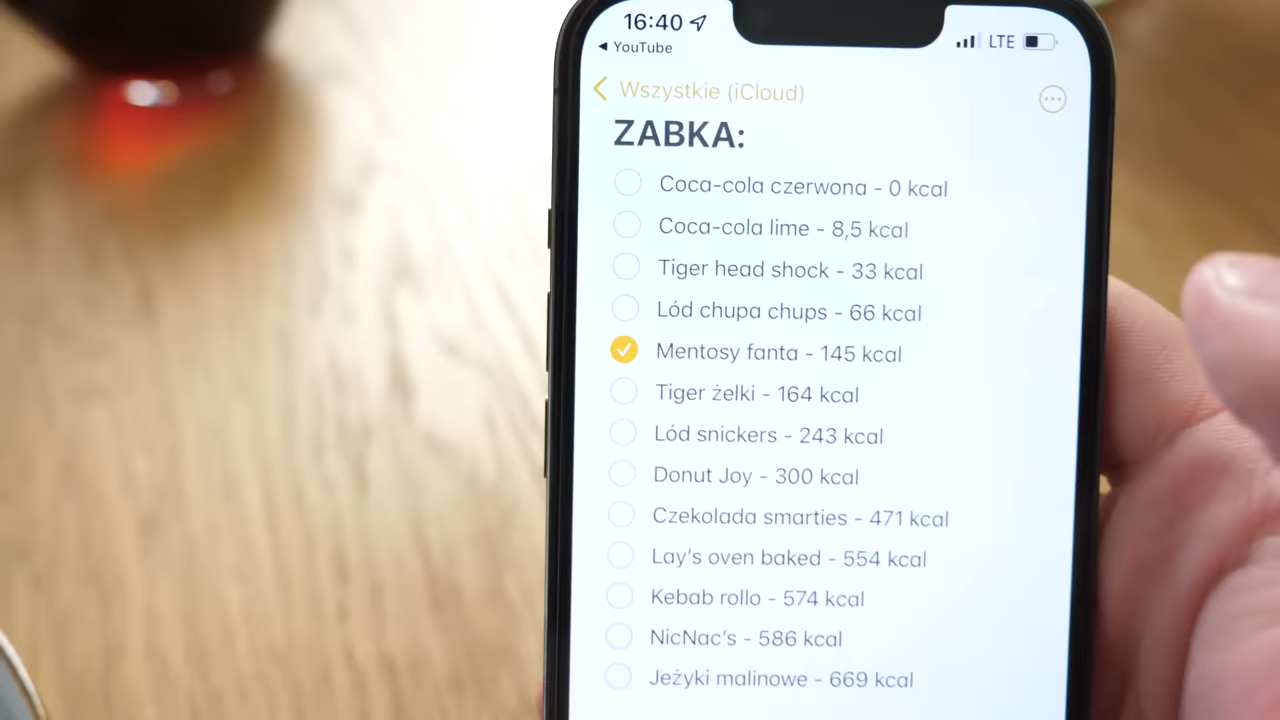 16:40
LTE
◀ YouTube
Wszystkie (iCloud)
ZABKA:
Coca-cola czerwona - 0 kcal
Coca-cola lime - 8,5 kcal
Tiger head shock - 33 kcal
Lód chupa chups - 66 kcal
Mentosy fanta - 145 kcal
Tiger żelki - 164 kcal
Lód snickers - 243 kcal
Donut Joy - 300 kcal
Czekolada smarties - 471 kcal
Lay's oven baked - 554 kcal
Kebab rollo - 574 kcal
NicNac's - 586 kcal
Jeżyki malinowe - 669 kcal